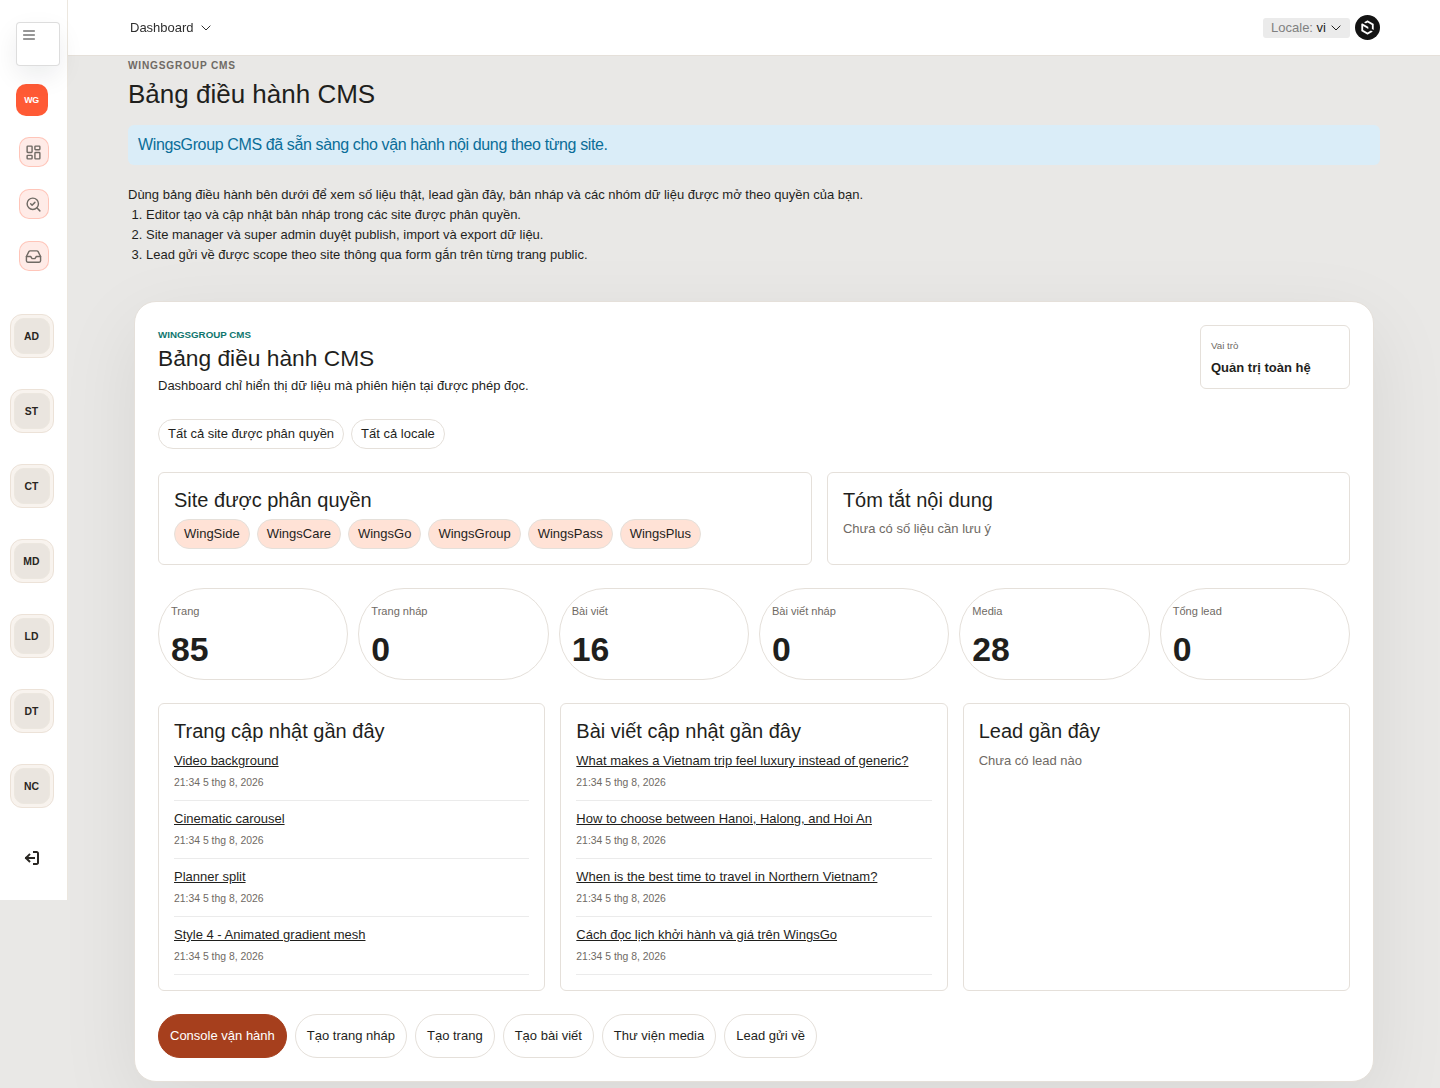 Dashboard
Locale: vi
WINGSGROUP CMS
Bảng điều hành CMS
WingsGroup CMS đã sẵn sàng cho vận hành nội dung theo từng site.
Dùng bảng điều hành bên dưới để xem số liệu thật, lead gần đây, bản nháp và các nhóm dữ liệu được mở theo quyền của bạn.
1. Editor tạo và cập nhật bản nháp trong các site được phân quyền.
2. Site manager và super admin duyệt publish, import và export dữ liệu.
3. Lead gửi về được scope theo site thông qua form gắn trên từng trang public.
WG
AD
ST
CT
MD
LD
DT
NC
WINGSGROUP CMS
Bảng điều hành CMS
Dashboard chỉ hiển thị dữ liệu mà phiên hiện tại được phép đọc.
Vai trò
Quản trị toàn hệ
Tất cả site được phân quyền
Tất cả locale
Site được phân quyền
WingSide
WingsCare
WingsGo
WingsGroup
WingsPass
WingsPlus
Tóm tắt nội dung
Chưa có số liệu cần lưu ý
Trang
85
Trang nháp
0
Bài viết
16
Bài viết nháp
0
Media
28
Tổng lead
0
Trang cập nhật gần đây
Video background
21:34 5 thg 8, 2026
Cinematic carousel
21:34 5 thg 8, 2026
Planner split
21:34 5 thg 8, 2026
Style 4 - Animated gradient mesh
21:34 5 thg 8, 2026
Bài viết cập nhật gần đây
What makes a Vietnam trip feel luxury instead of generic?
21:34 5 thg 8, 2026
How to choose between Hanoi, Halong, and Hoi An
21:34 5 thg 8, 2026
When is the best time to travel in Northern Vietnam?
21:34 5 thg 8, 2026
Cách đọc lịch khởi hành và giá trên WingsGo
21:34 5 thg 8, 2026
Lead gần đây
Chưa có lead nào
Console vận hành
Tạo trang nháp
Tạo trang
Tạo bài viết
Thư viện media
Lead gửi về